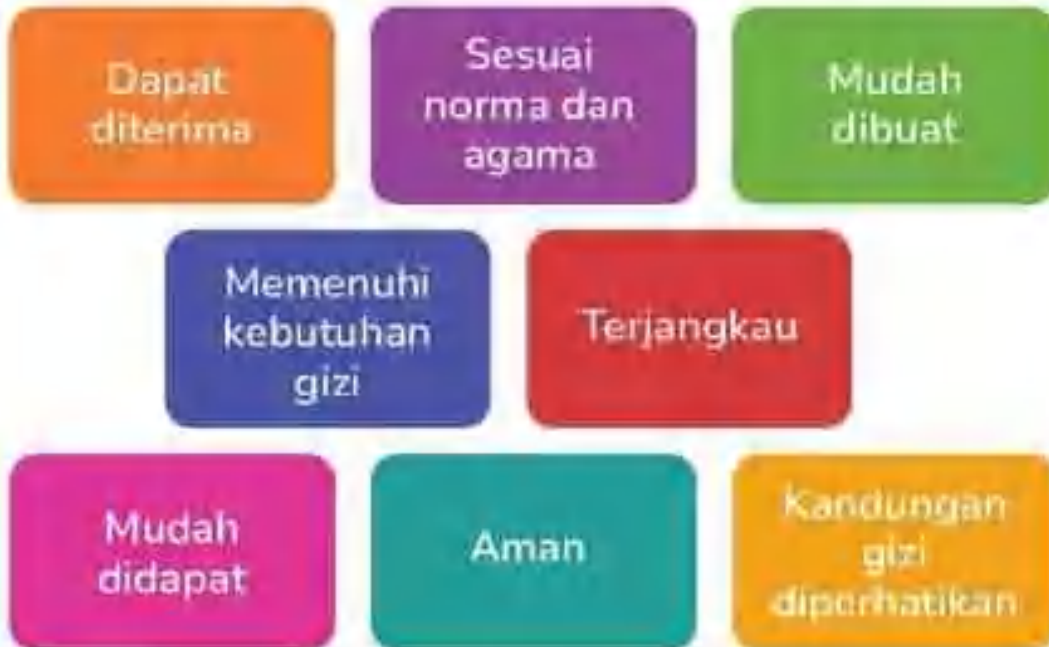 Dapat
diterima
Sesuai
norma dan
agama
Mudah
dibuat
Memenuhi
kebutuhan
gizi
Terjangkau
Mudah
didapat
Aman
Kandungan
gizi
diperhatikan